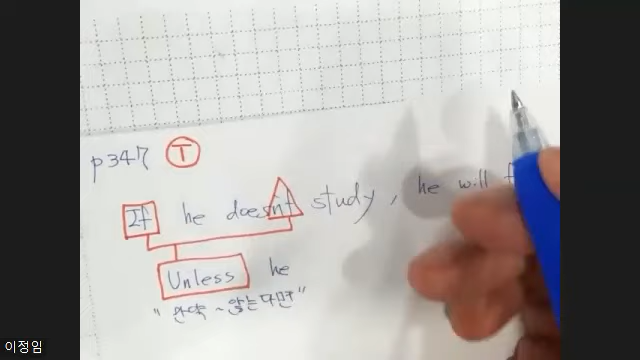 p347 Ⓣ
If he doesn't study, he will f
Unless he
"만약 ~않는다면"
이정임